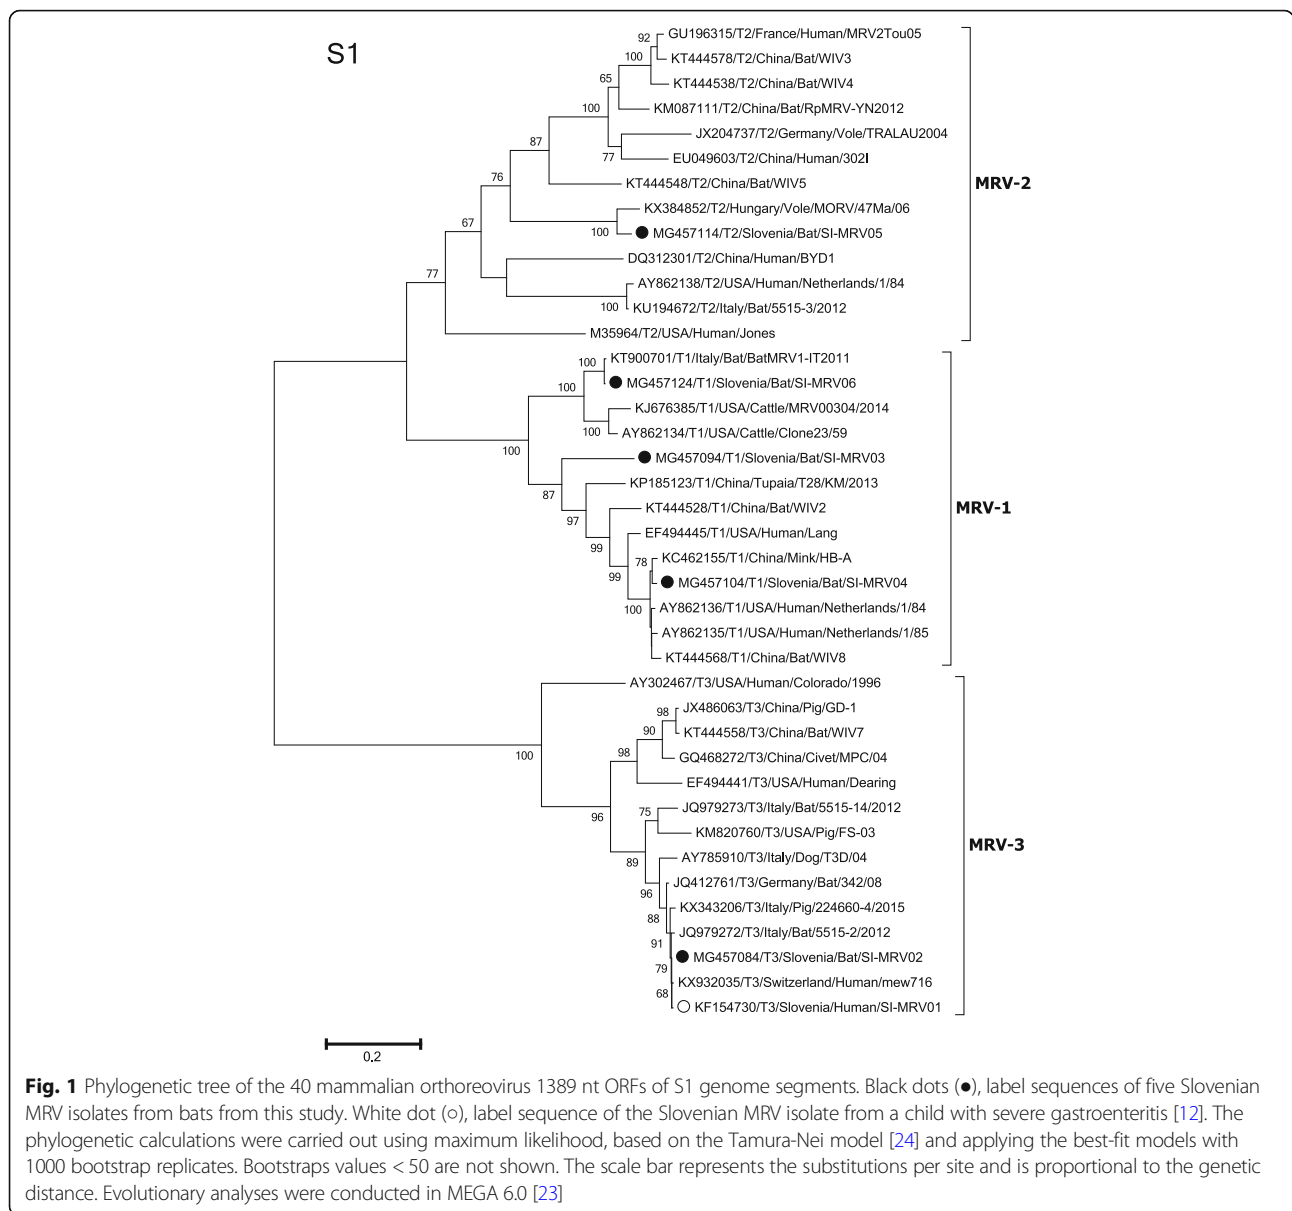 S1
92
GU196315/T2/France/Human/MRV2Tou05
100
KT444578/T2/China/Bat/WIV3
65
KT444538/T2/China/Bat/WIV4
100
KM087111/T2/China/Bat/RpMRV-YN2012
JX204737/T2/Germany/Vole/TRALAU2004
87
77
EU049603/T2/China/Human/302I
MRV-2
76
KT444548/T2/China/Bat/WIV5
KX384852/T2/Hungary/Vole/MORV/47Ma/06
67
100
MG457114/T2/Slovenia/Bat/SI-MRV05
DQ312301/T2/China/Human/BYD1
77
AY862138/T2/USA/Human/Netherlands/1/84
100
KU194672/T2/Italy/Bat/5515-3/2012
M35964/T2/USA/Human/Jones
100
KT900701/T1/Italy/Bat/BatMRV1-IT2011
100
MG457124/T1/Slovenia/Bat/SI-MRV06
KJ676385/T1/USA/Cattle/MRV00304/2014
100
AY862134/T1/USA/Cattle/Clone23/59
100
MG457094/T1/Slovenia/Bat/SI-MRV03
87
KP185123/T1/China/Tupaia/T28/KM/2013
97
KT444528/T1/China/Bat/WIV2
MRV-1
99
EF494445/T1/USA/Human/Lang
78
KC462155/T1/China/Mink/HB-A
99
MG457104/T1/Slovenia/Bat/SI-MRV04
100
AY862136/T1/USA/Human/Netherlands/1/84
AY862135/T1/USA/Human/Netherlands/1/85
KT444568/T1/China/Bat/WIV8
AY302467/T3/USA/Human/Colorado/1996
98
JX486063/T3/China/Pig/GD-1
90
KT444558/T3/China/Bat/WIV7
100
98
GQ468272/T3/China/Civet/MPC/04
EF494441/T3/USA/Human/Dearing
96
75
JQ979273/T3/Italy/Bat/5515-14/2012
KM820760/T3/USA/Pig/FS-03
MRV-3
89
AY785910/T3/Italy/Dog/T3D/04
96
JQ412761/T3/Germany/Bat/342/08
88
KX343206/T3/Italy/Pig/224660-4/2015
91
JQ979272/T3/Italy/Bat/5515-2/2012
79
MG457084/T3/Slovenia/Bat/SI-MRV02
68
KX932035/T3/Switzerland/Human/mew716
KF154730/T3/Slovenia/Human/SI-MRV01
0.2
Fig. 1 Phylogenetic tree of the 40 mammalian orthoreovirus 1389 nt ORFs of S1 genome segments. Black dots (●), label sequences of five Slovenian
MRV isolates from bats from this study. White dot (○), label sequence of the Slovenian MRV isolate from a child with severe gastroenteritis [12]. The
phylogenetic calculations were carried out using maximum likelihood, based on the Tamura-Nei model [24] and applying the best-fit models with
1000 bootstrap replicates. Bootstraps values < 50 are not shown. The scale bar represents the substitutions per site and is proportional to the genetic
distance. Evolutionary analyses were conducted in MEGA 6.0 [23]